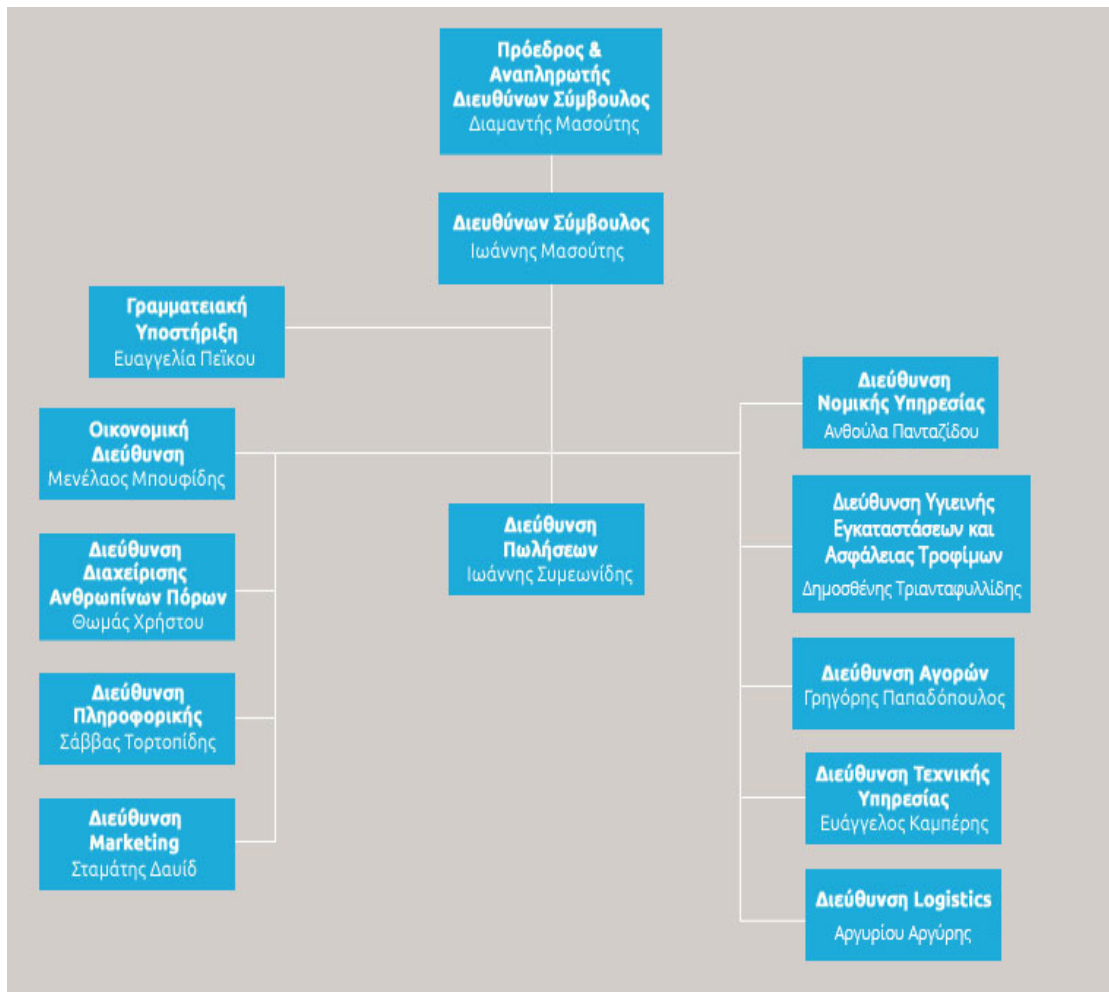 Πρόεδρος &
Αναπληρωτής
Διευθύνων Σύμβουλος
Διαμαντής Μασούτης
Διευθύνων Σύμβουλος
Ιωάννης Μασούτης
Γραμματειακή
Υποστήριξη
Ευαγγελία Πεϊκου
Οικονομική
Διεύθυνση
Μενέλαος Μπουφίδης
Διεύθυνση
Διαχείρισης
Ανθρωπίνων Πόρων
Θωμάς Χρήστου
Διεύθυνση
Πληροφορικής
Σάββας Τορτοπίδης
Διεύθυνση
Marketing
Σταμάτης Δαυίδ
Διεύθυνση
Πωλήσεων
Ιωάννης Συμεωνίδης
Διεύθυνση
Νομικής Υπηρεσίας
Ανθούλα Πανταζίδου
Διεύθυνση Υγιεινής
Εγκαταστάσεων και
Ασφάλειας Τροφίμων
Δημοσθένης Τριανταφυλλίδης
Διεύθυνση Αγορών
Γρηγόρης Παπαδόπουλος
Διεύθυνση Τεχνικής
Υπηρεσίας
Ευάγγελος Καμπέρης
Διεύθυνση Logistics
Αργυρίου Αργύρης